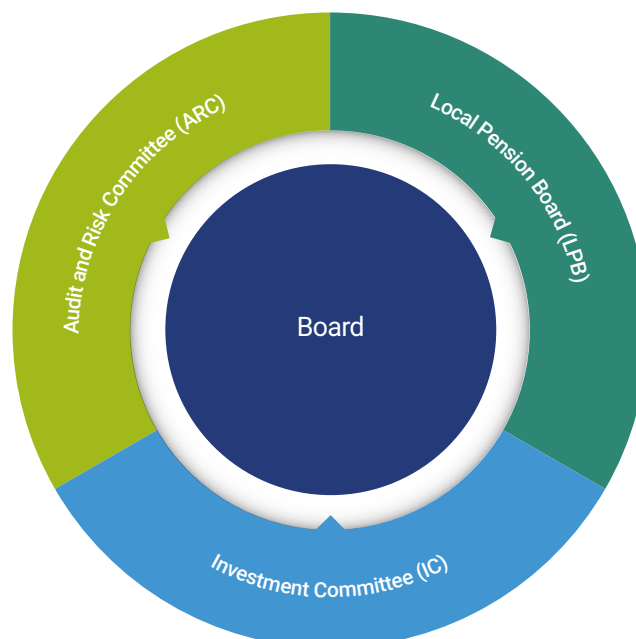 Audit and Risk Committee (ARC)
Local Pension Board (LPB)
Board
Investment Committee (IC)